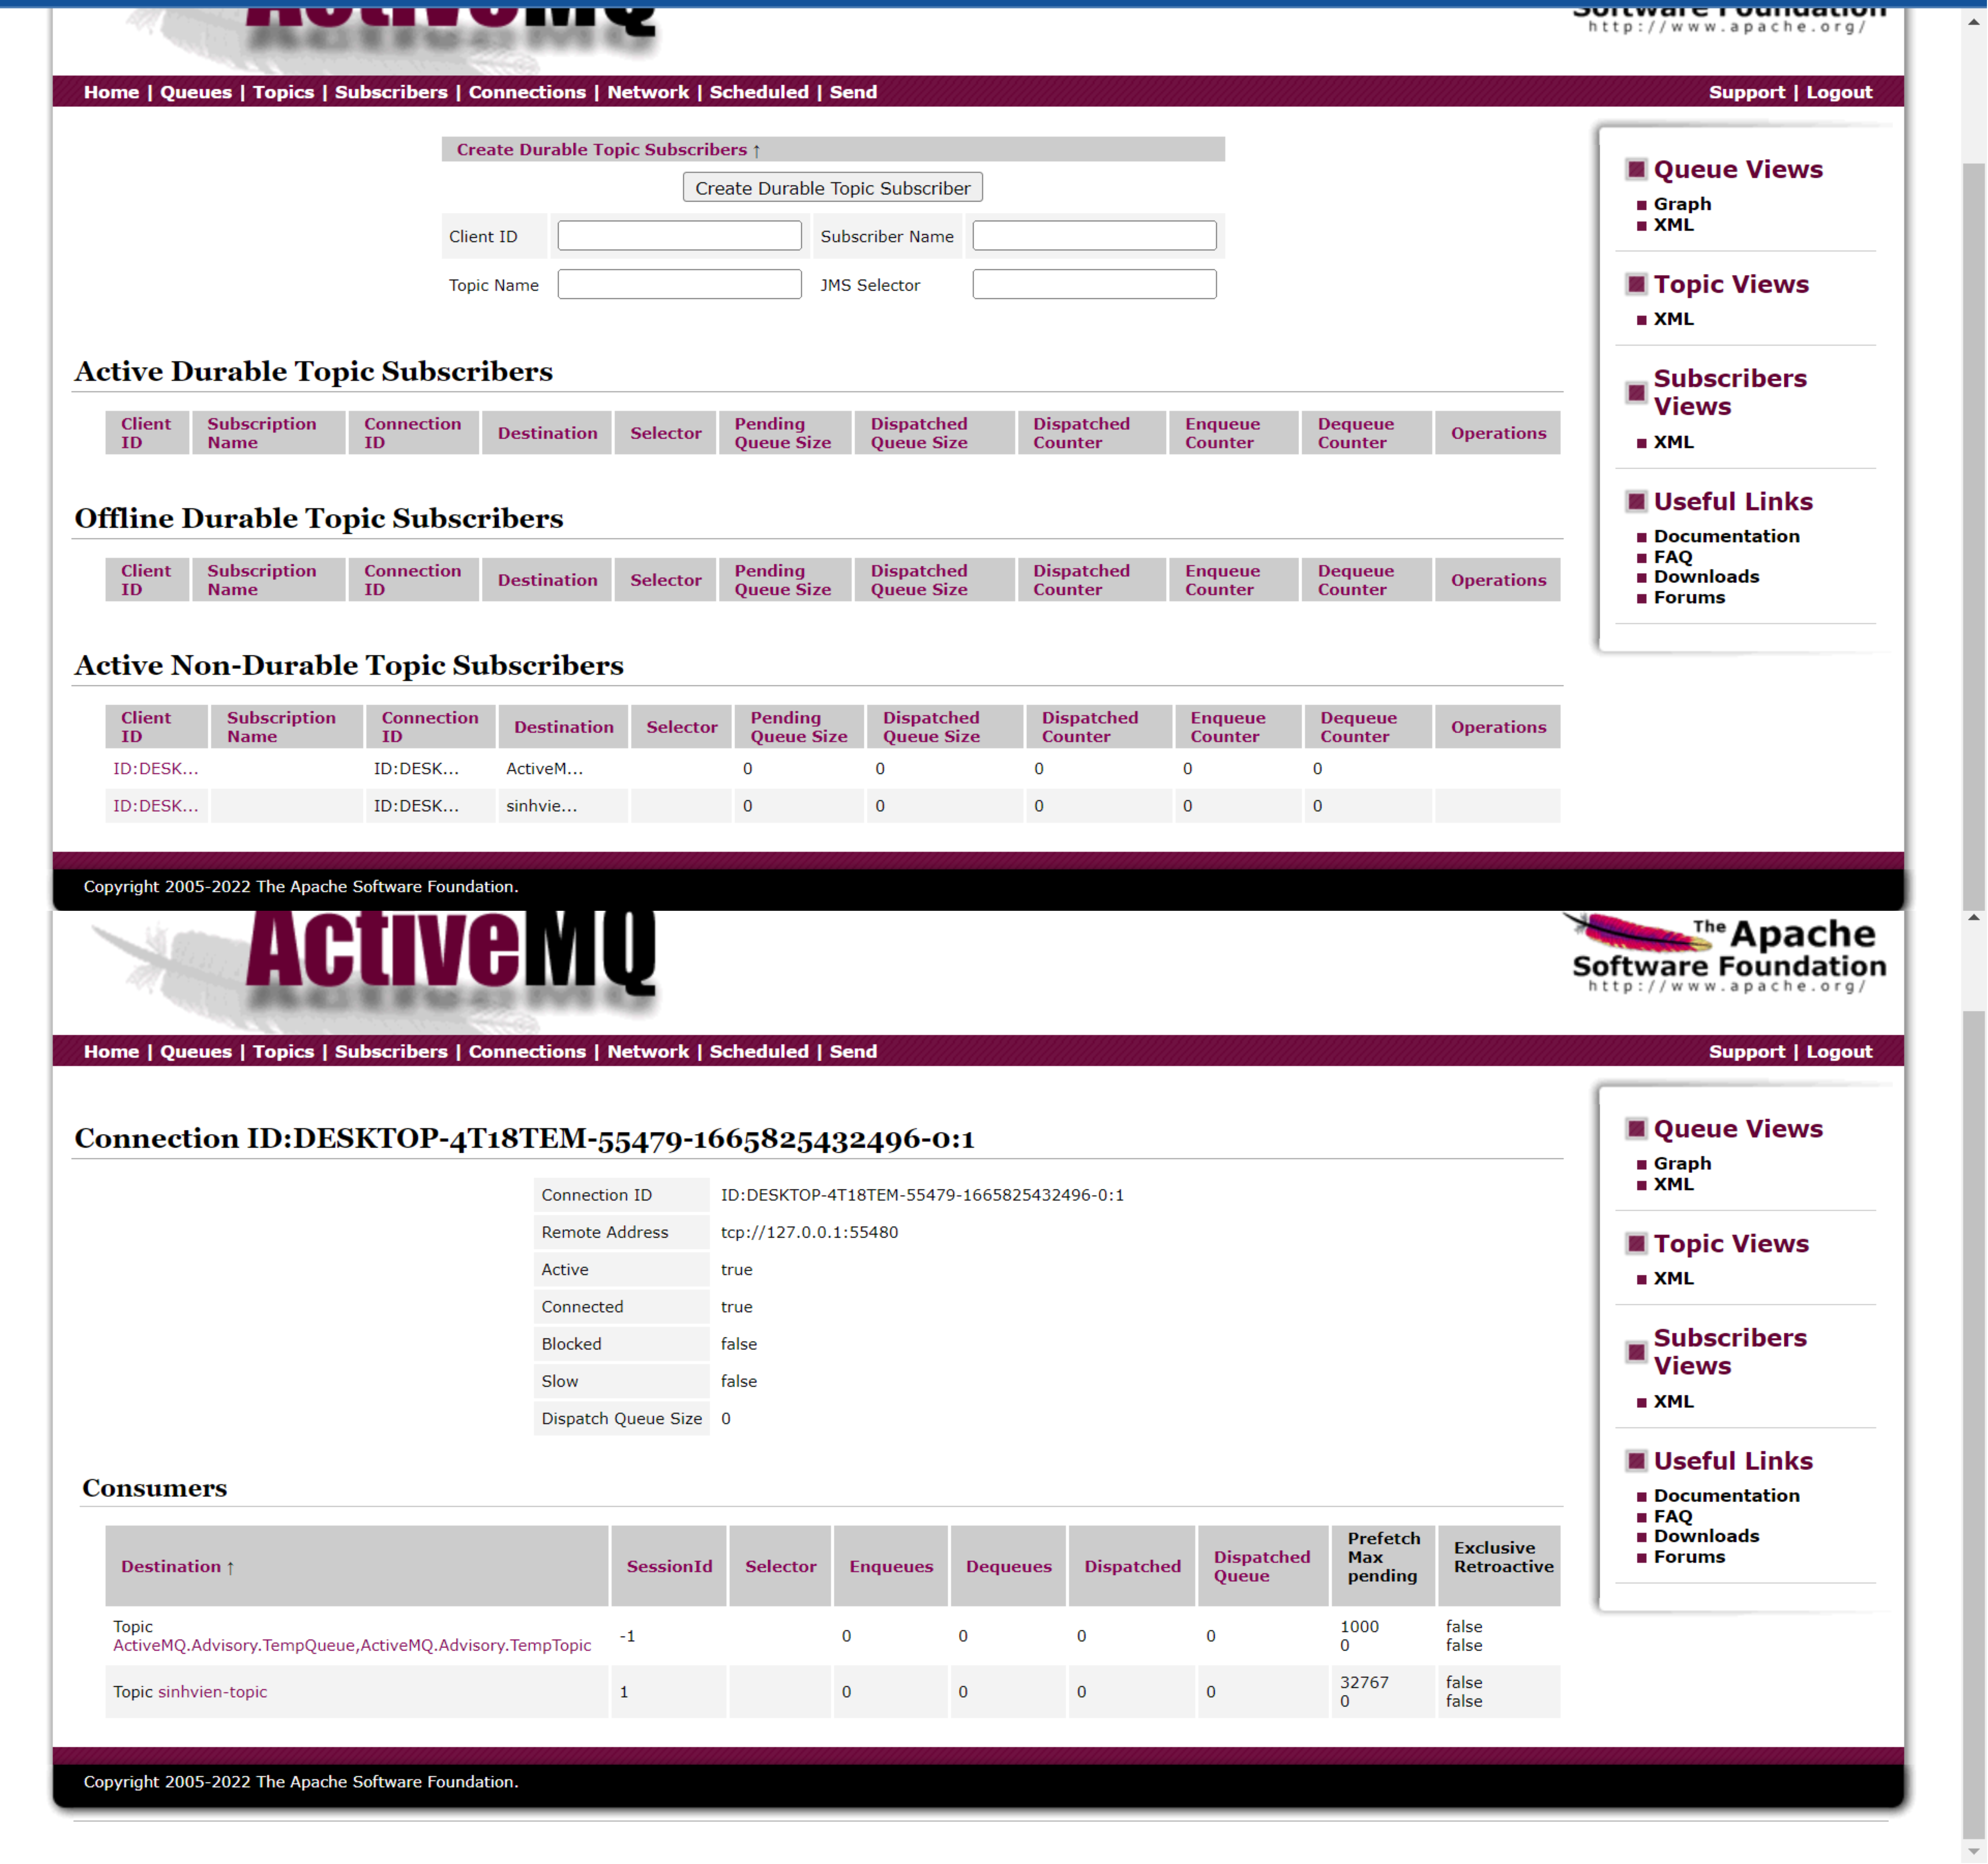 ActiveMQ
Software Foundation
http://www.apache.org/
Home | Queues | Topics | Subscribers | Connections | Network | Scheduled | Send
Support | Logout
Create Durable Topic Subscribers ↑
Create Durable Topic Subscriber
Client ID Subscriber Name
Topic Name JMS Selector
Active Durable Topic Subscribers
Client ID Subscription Name Connection ID Destination Selector Pending Queue Size Dispatched Queue Size Dispatched Counter Enqueue Counter Dequeue Counter Operations
Offline Durable Topic Subscribers
Client ID Subscription Name Connection ID Destination Selector Pending Queue Size Dispatched Queue Size Dispatched Counter Enqueue Counter Dequeue Counter Operations
Active Non-Durable Topic Subscribers
Client ID Subscription Name Connection ID Destination Selector Pending Queue Size Dispatched Queue Size Dispatched Counter Enqueue Counter Dequeue Counter Operations
ID:DESK... ID:DESK... ActiveM... 0 0 0 0 0
ID:DESK... ID:DESK... sinhvie... 0 0 0 0 0
Queue Views
Graph
XML
Topic Views
XML
Subscribers
Views
XML
Useful Links
Documentation
FAQ
Downloads
Forums
Copyright 2005-2022 The Apache Software Foundation.
ActiveMQ
The Apache
Software Foundation
http://www.apache.org/
Home | Queues | Topics | Subscribers | Connections | Network | Scheduled | Send
Support | Logout
Connection ID:DESKTOP-4T18TEM-55479-1665825432496-0:1
Connection ID ID:DESKTOP-4T18TEM-55479-1665825432496-0:1
Remote Address tcp://127.0.0.1:55480
Active true
Connected true
Blocked false
Slow false
Dispatch Queue Size 0
Consumers
Destination ↑ SessionId Selector Enqueues Dequeues Dispatched Dispatched Queue Prefetch Max pending Exclusive Retroactive
Topic
ActiveMQ.Advisory.TempQueue,ActiveMQ.Advisory.TempTopic -1 0 0 0 0 1000 0 false false
Topic sinhvien-topic 1 0 0 0 0 32767 0 false false
Queue Views
Graph
XML
Topic Views
XML
Subscribers
Views
XML
Useful Links
Documentation
FAQ
Downloads
Forums
Copyright 2005-2022 The Apache Software Foundation.